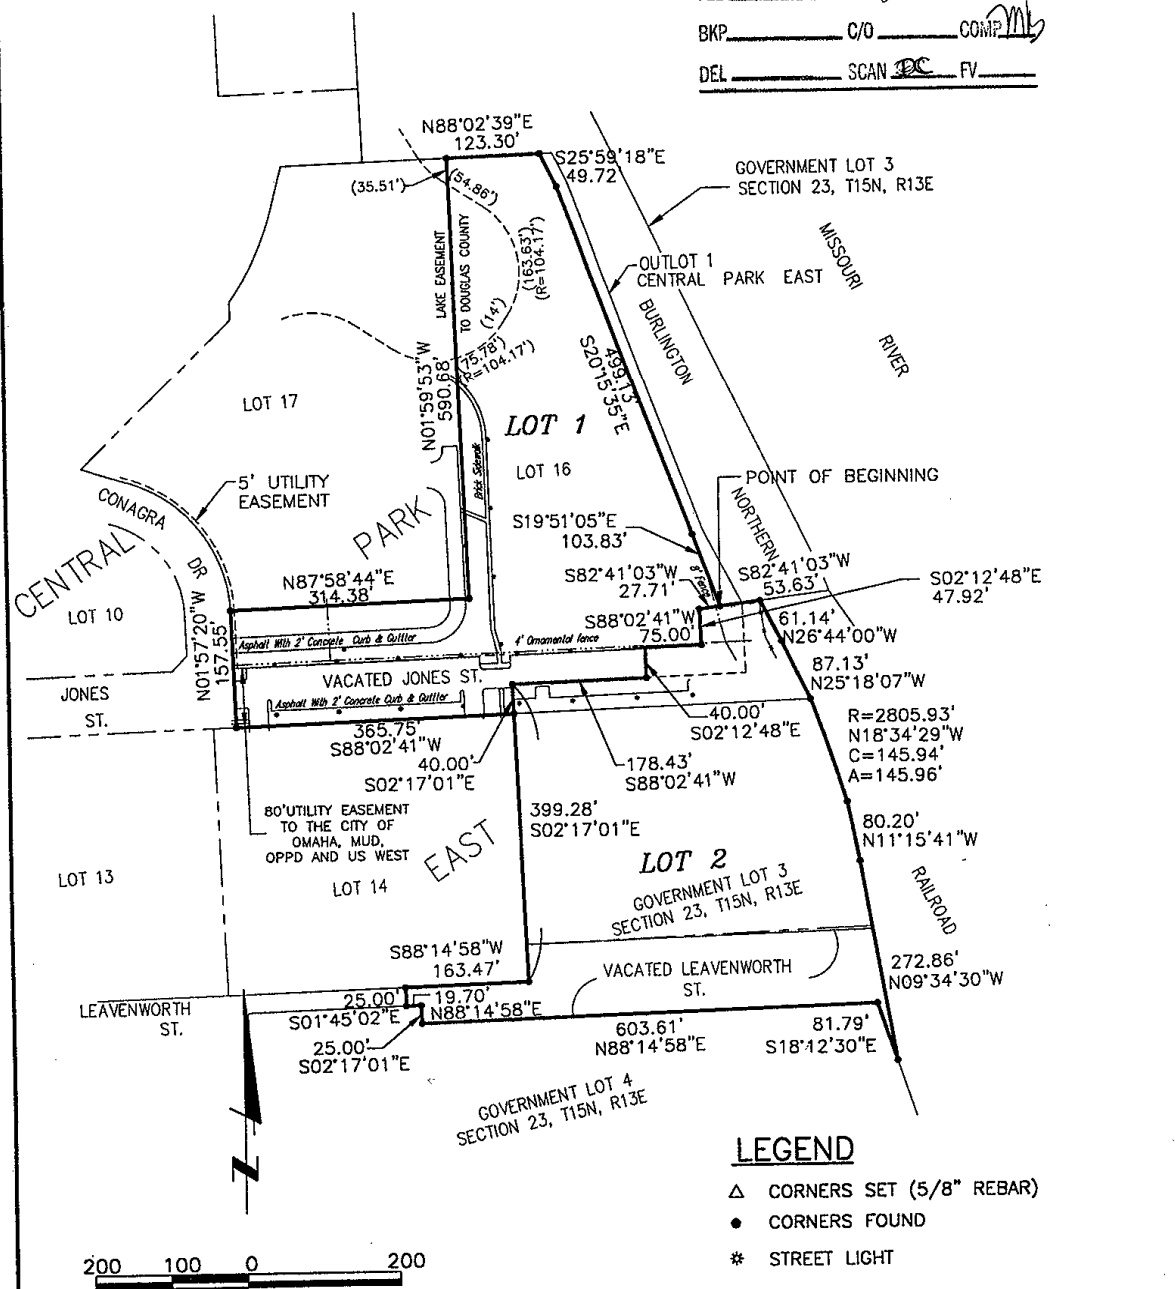 BKP C/O COMP
DEL SCAN DC FV
N88°02'39"E
123.30'
S25°59'18"E
49.72'
GOVERNMENT LOT 3
SECTION 23, T15N, R13E
(35.51')
(54.86')
LAKE EASEMENT
TO DOUGLAS COUNTY
(163.63')
(R=104.17')
(14')
(75.78')
(R=104.17')
MISSOURI
RIVER
OUTLOT 1
CENTRAL PARK EAST
BURLINGTON
499.13'
S20°15'35"E
N01°59'53"W
590.68'
LOT 17
LOT 1
LOT 16
Brick Sidewalk
5' UTILITY
EASEMENT
POINT OF BEGINNING
NORTHERN
CONAGRA
DR
CENTRAL
PARK
S19°51'05"E
103.83'
8' Fence
S82°41'03"W
27.71'
S82°41'03"W
53.63'
S02°12'48"E
47.92'
N87°58'44"E
314.38'
LOT 10
S88°02'41"W
75.00'
61.14'
N26°44'00"W
N01°57'20"W
157.55'
Asphalt With 2' Concrete Curb & Guttler
4' Ornamental fence
87.13'
N25°18'07"W
JONES
ST.
VACATED JONES ST.
Asphalt With 2' Concrete Curb & Guttler
365.75'
S88°02'41"W
40.00'
S02°12'48"E
R=2805.93'
N18°34'29"W
C=145.94'
A=145.96'
40.00'
S02°17'01"E
178.43'
S88°02'41"W
80'UTILITY EASEMENT
TO THE CITY OF
OMAHA, MUD,
OPPD AND US WEST
399.28'
S02°17'01"E
80.20'
N11°15'41"W
EAST
LOT 2
GOVERNMENT LOT 3
SECTION 23, T15N, R13E
LOT 13
LOT 14
RAILROAD
S88°14'58"W
163.47'
VACATED LEAVENWORTH
ST.
272.86'
N09°34'30"W
LEAVENWORTH
ST.
25.00'
S01°45'02"E
19.70'
N88°14'58"E
25.00'
S02°17'01"E
603.61'
N88°14'58"E
81.79'
S18°12'30"E
GOVERNMENT LOT 4
SECTION 23, T15N, R13E
N
LEGEND
CORNERS SET (5/8" REBAR)
CORNERS FOUND
STREET LIGHT
200 100 0 200